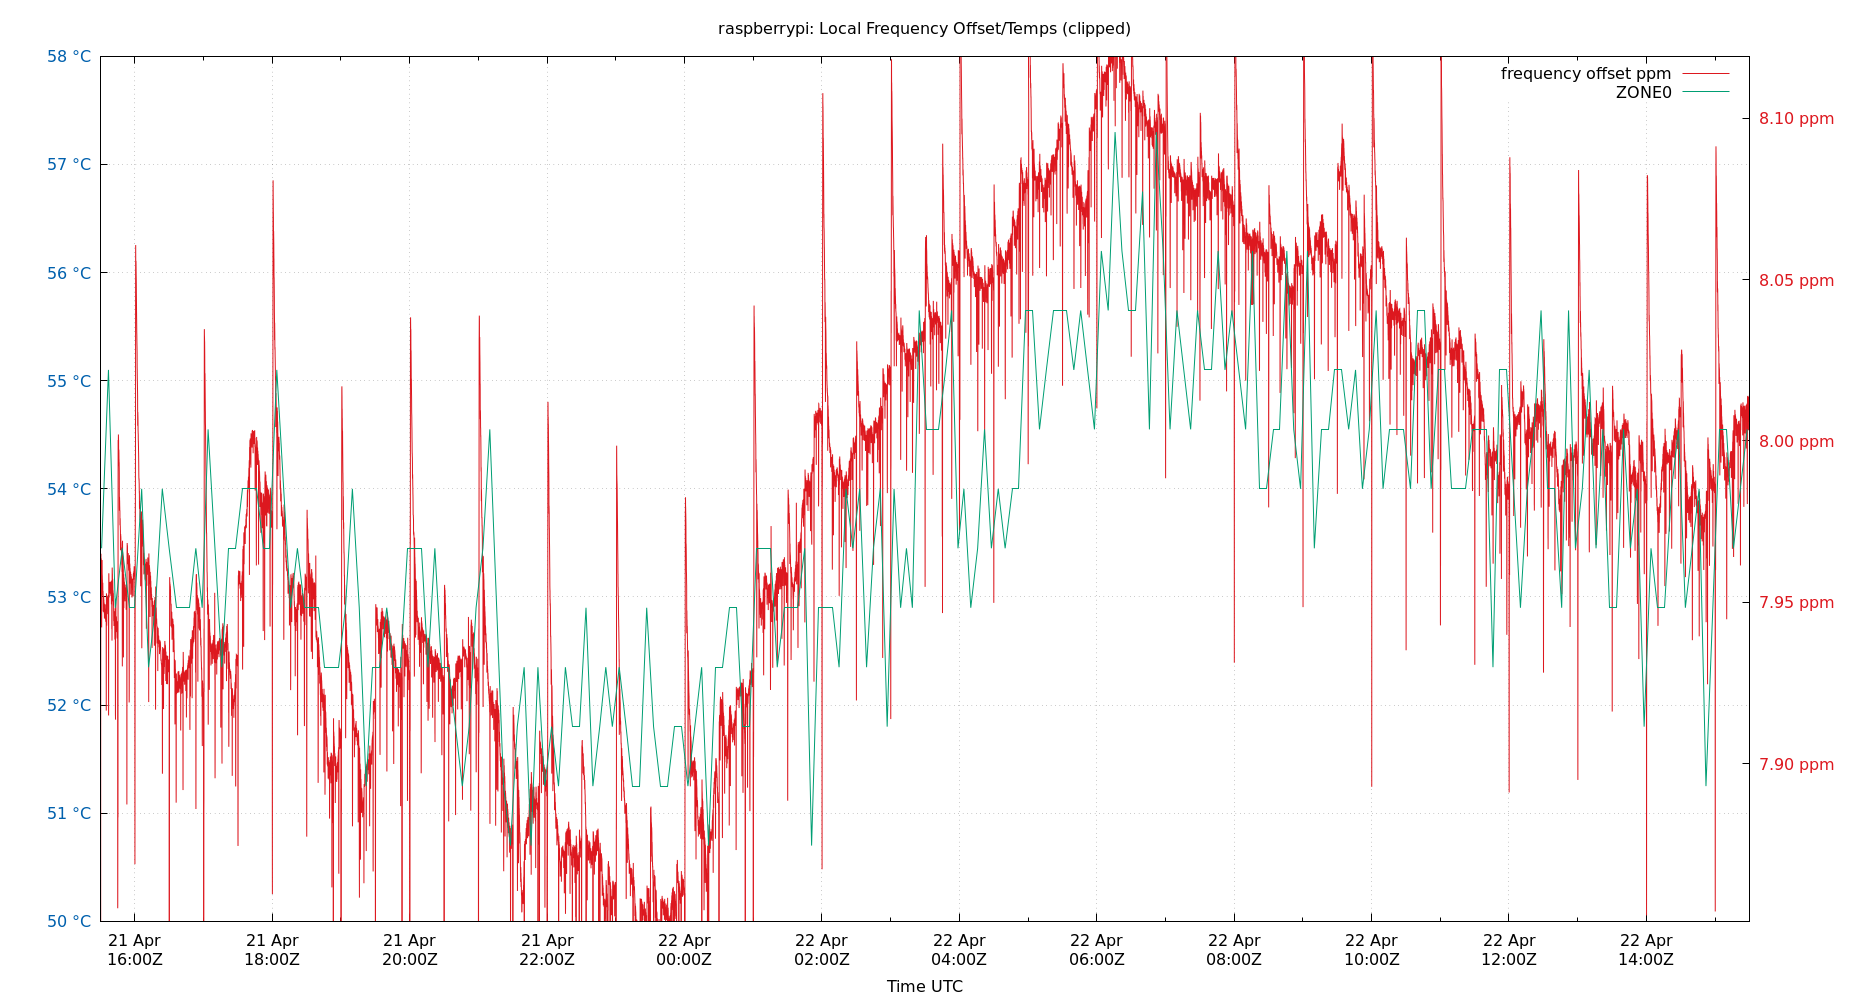 raspberrypi: Local Frequency Offset/Temps (clipped)
58 °C
57 °C
56 °C
55 °C
54 °C
53 °C
52 °C
51 °C
50 °C
frequency offset ppm
ZONE0
8.10 ppm
8.05 ppm
8.00 ppm
7.95 ppm
7.90 ppm
21 Apr
16:00Z
21 Apr
18:00Z
21 Apr
20:00Z
21 Apr
22:00Z
22 Apr
00:00Z
22 Apr
02:00Z
22 Apr
04:00Z
22 Apr
06:00Z
22 Apr
08:00Z
22 Apr
10:00Z
22 Apr
12:00Z
22 Apr
14:00Z
Time UTC